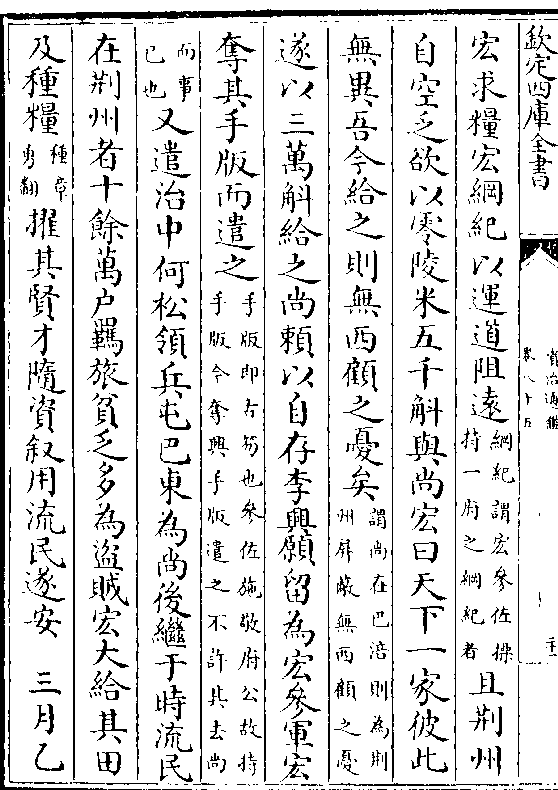 欽定四庫全書
資治通鑑
卷八十五
宏求糧宏綱紀以運道阻遠綱紀謂宏參佐操持一府之綱紀者且荆州
自空乏欲以零陵米五千斛與尚宏曰天下一家彼此
無異吾今給之則無西顧之憂矣謂尚在巴涪則為荆州屏蔽無西顧之憂
遂以三萬斛給之尚賴以自存李興願留為宏參軍宏
奪其手版而遣之手版即古笏也參佐施敬府公故持手版今奪興手版遣之不許其去尚
而事已也又遣治中何松領兵屯巴東為尚後繼于時流民
在荆州者十餘萬戶羈旅貧乏多為盜賊宏大給其田
及種糧種章勇翻擢其賢才隨資叙用流民遂安 三月乙